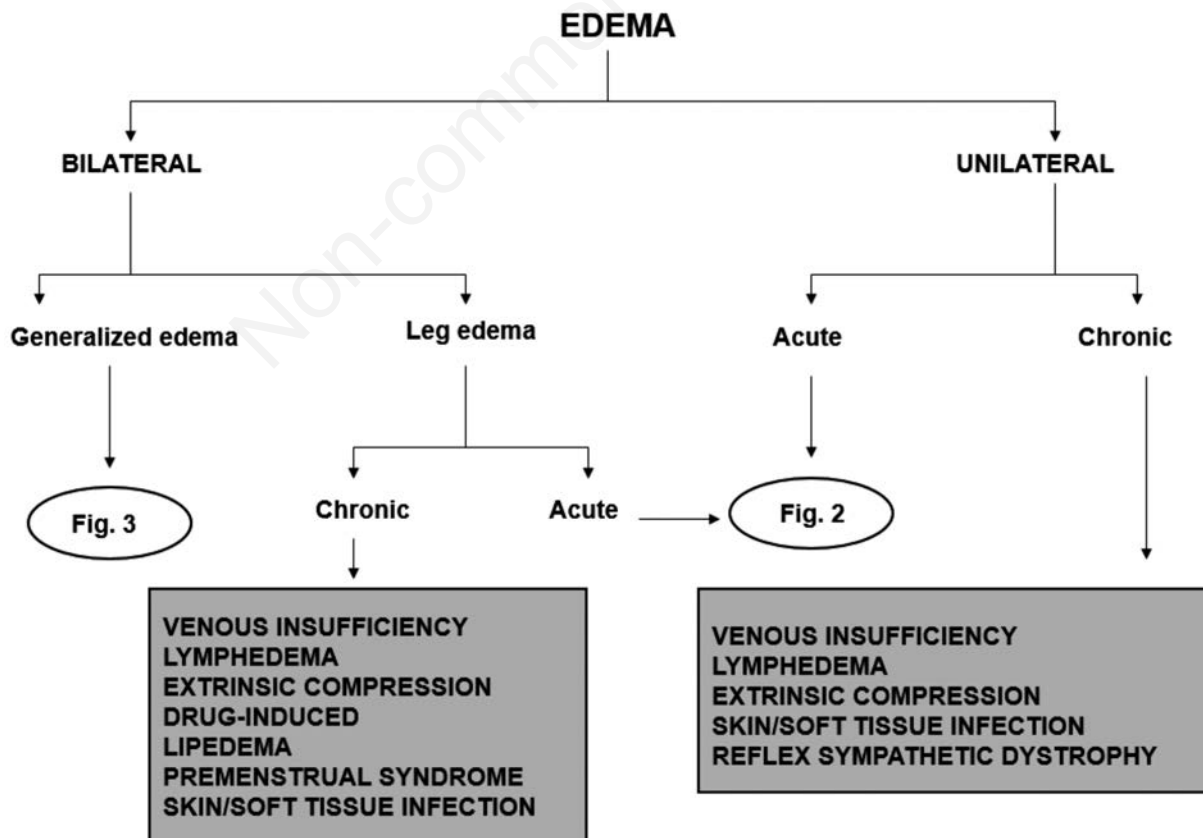 EDEMA
Non-commer
BILATERAL
UNILATERAL
Generalized edema
Leg edema
Acute
Chronic
Fig. 3
Chronic
Acute
Fig. 2
VENOUS INSUFFICIENCY
LYMPHEDEMA
EXTRINSIC COMPRESSION
DRUG-INDUCED
LIPEDEMA
PREMENSTRUAL SYNDROME
SKIN/SOFT TISSUE INFECTION
VENOUS INSUFFICIENCY
LYMPHEDEMA
EXTRINSIC COMPRESSION
SKIN/SOFT TISSUE INFECTION
REFLEX SYMPATHETIC DYSTROPHY